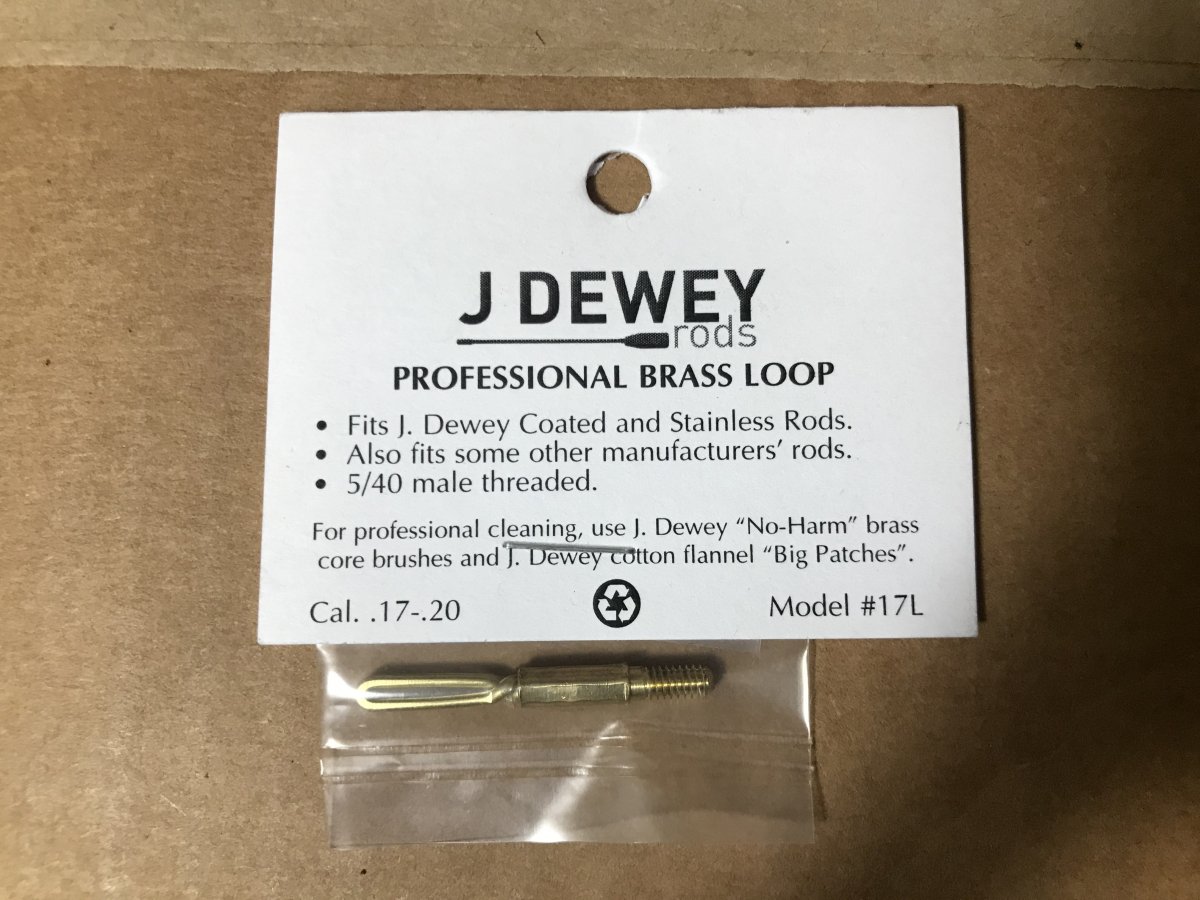 J DEWEY
rods
PROFESSIONAL BRASS LOOP
• Fits J. Dewey Coated and Stainless Rods.
• Also fits some other manufacturers’ rods.
• 5/40 male threaded.
For professional cleaning, use J. Dewey “No-Harm” brass
core brushes and J. Dewey cotton flannel “Big Patches”.
Cal. .17-.20 Model #17L